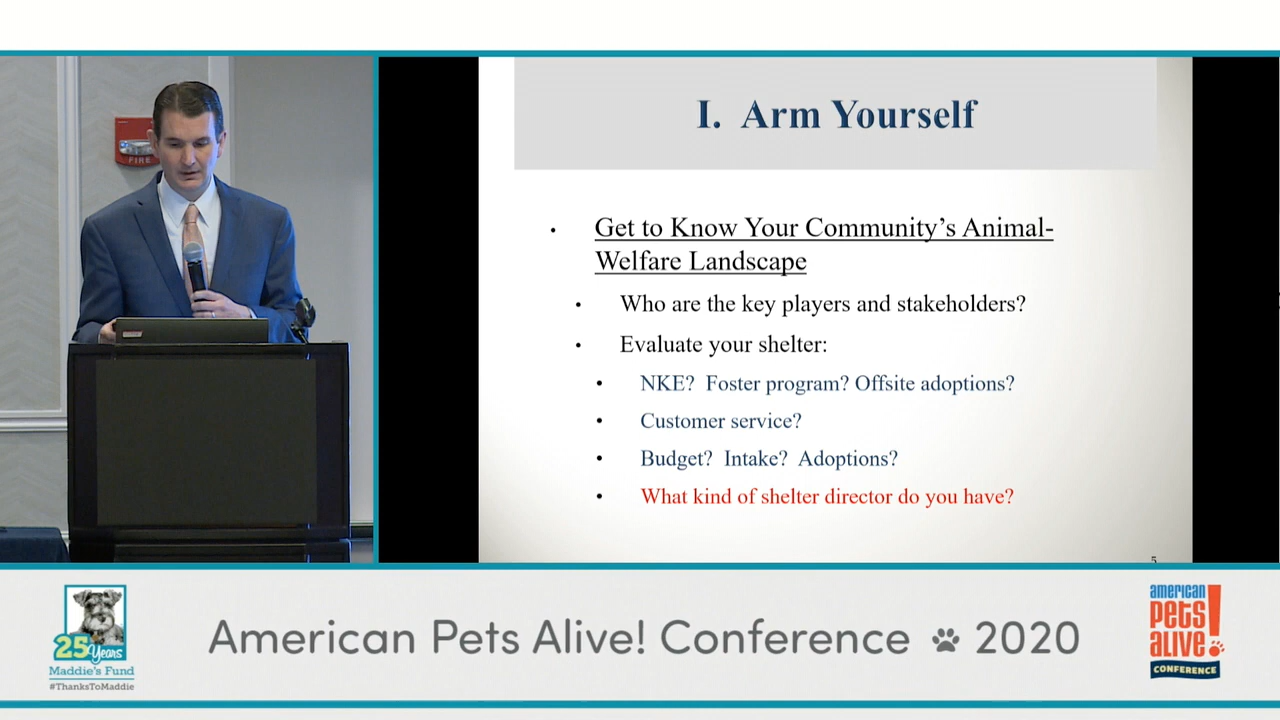 FIRE
I. Arm Yourself
• Get to Know Your Community's Animal-
Welfare Landscape
• Who are the key players and stakeholders?
• Evaluate your shelter:
• NKE? Foster program? Offsite adoptions?
• Customer service?
• Budget? Intake? Adoptions?
• What kind of shelter director do you have?
5
25 Years
Maddie's Fund
#ThanksToMaddie
American Pets Alive! Conference 2020
american
PETS
ALIVE!
CONFERENCE